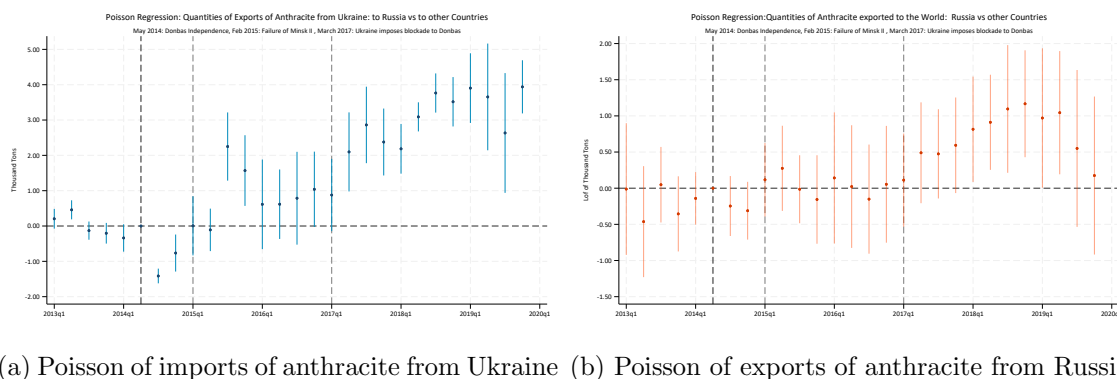 Poisson Regression: Quantities of Exports of Anthracite from Ukraine: to Russia vs to other Countries
May 2014: Donbas Independence, Feb 2015: Failure of Minsk II , March 2017: Ukraine imposes blockade to Donbas
Thousand Tons
5.00
4.00
3.00
2.00
1.00
0.00
-1.00
-2.00
2013q1 2014q1 2015q1 2016q1 2017q1 2018q1 2019q1 2020q1
Poisson Regression:Quantities of Anthracite exported to the World: Russia vs other Countries
May 2014: Donbas Independence, Feb 2015: Failure of Minsk II , March 2017: Ukraine imposes blockade to Donbas
Lof of Thousand Tons
2.00
1.50
1.00
0.50
0.00
-0.50
-1.00
-1.50
2013q1 2014q1 2015q1 2016q1 2017q1 2018q1 2019q1 2020q
(a) Poisson of imports of anthracite from Ukraine
(b) Poisson of exports of anthracite from Russi